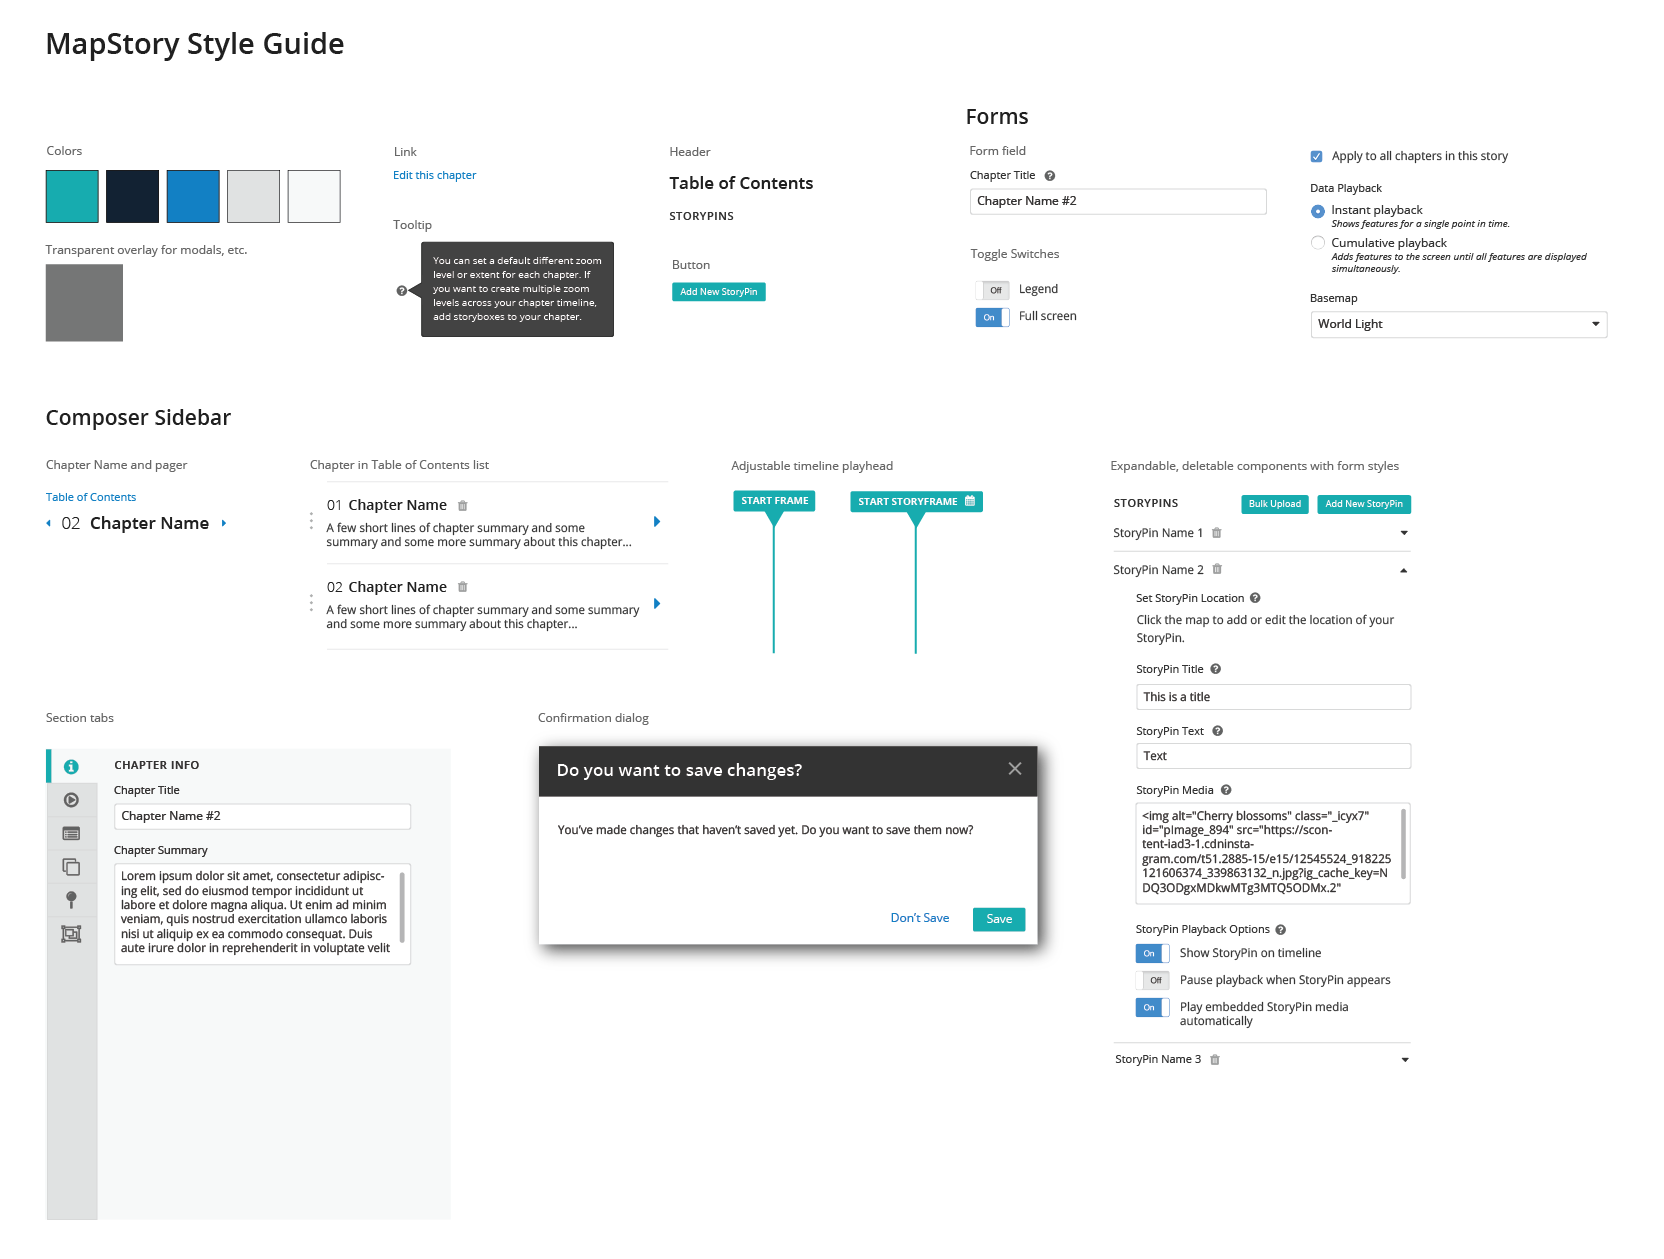 MapStory Style Guide
Colors
Transparent overlay for modals, etc.
Link
Edit this chapter
Tooltip
You can set a default different zoom
level or extent for each chapter. If
you want to create multiple zoom
levels across your chapter timeline,
add storyboxes to your chapter.
Header
Table of Contents
STORYPINS
Button
Add New StoryPin
Forms
Form field
Chapter Title
Chapter Name #2
Toggle Switches
Off Legend
On Full screen
Apply to all chapters in this story
Data Playback
Instant playback
Shows features for a single point in time.
Cumulative playback
Adds features to the screen until all features are displayed
simultaneously.
Basemap
World Light
Composer Sidebar
Chapter Name and pager
Table of Contents
02 Chapter Name
Chapter in Table of Contents list
01 Chapter Name
A few short lines of chapter summary and some
summary and some more summary about this chapter...
02 Chapter Name
A few short lines of chapter summary and some summary
and some more summary about this chapter...
Adjustable timeline playhead
START FRAME
START STORYFRAME
Expandable, deletable components with form styles
STORYPINS Bulk Upload Add New StoryPin
StoryPin Name 1
StoryPin Name 2
Set StoryPin Location
Click the map to add or edit the location of your
StoryPin.
StoryPin Title
This is a title
StoryPin Text
Text
StoryPin Media
<img alt="Cherry blossoms" class="_icyx7"
id="pImage_894" src="https://scon-
tent-iad3-1.cdninsta-
gram.com/t51.2885-15/e15/12545524_918225
121606374_339863132_n.jpg?ig_cache_key=N
DQ3ODgxMDkwMTg3MTQ5ODMx.2"
StoryPin Playback Options
On Show StoryPin on timeline
Off Pause playback when StoryPin appears
On Play embedded StoryPin media
automatically
StoryPin Name 3
Section tabs
CHAPTER INFO
Chapter Title
Chapter Name #2
Chapter Summary
Lorem ipsum dolor sit amet, consectetur adipisc-
ing elit, sed do eiusmod tempor incididunt ut
labore et dolore magna aliqua. Ut enim ad minim
veniam, quis nostrud exercitation ullamco laboris
nisi ut aliquip ex ea commodo consequat. Duis
aute irure dolor in reprehenderit in voluptate velit
Confirmation dialog
Do you want to save changes?
You've made changes that haven't saved yet. Do you want to save them now?
Don't Save Save